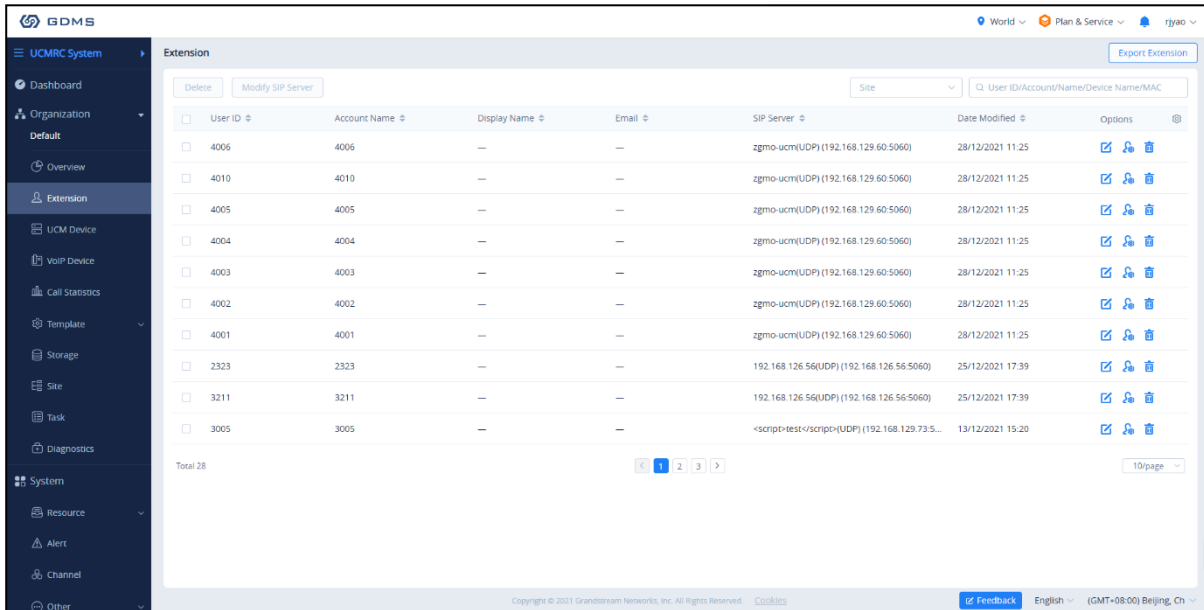 GDMS
World
Plan & Service
rjyao
UCMRC System
Extension
Export Extension
Dashboard
Organization
Default
Overview
Extension
UCM Device
VoIP Device
Call Statistics
Template
Storage
Site
Task
Diagnostics
System
Resource
Alert
Channel
Other
Delete Modify SIP Server Site User ID/Account/Name/Device Name/MAC
User ID Account Name Display Name Email SIP Server Date Modified Options
4006 4006 — — zgmo-ucm(UDP) (192.168.129.60:5060) 28/12/2021 11:25
4010 4010 — — zgmo-ucm(UDP) (192.168.129.60:5060) 28/12/2021 11:25
4005 4005 — — zgmo-ucm(UDP) (192.168.129.60:5060) 28/12/2021 11:25
4004 4004 — — zgmo-ucm(UDP) (192.168.129.60:5060) 28/12/2021 11:25
4003 4003 — — zgmo-ucm(UDP) (192.168.129.60:5060) 28/12/2021 11:25
4002 4002 — — zgmo-ucm(UDP) (192.168.129.60:5060) 28/12/2021 11:25
4001 4001 — — zgmo-ucm(UDP) (192.168.129.60:5060) 28/12/2021 11:25
2323 2323 — — 192.168.126.56(UDP) (192.168.126.56:5060) 25/12/2021 17:39
3211 3211 — — 192.168.126.56(UDP) (192.168.126.56:5060) 25/12/2021 17:39
3005 3005 — — &lt;script&gt;test&lt;/script&gt;(UDP) (192.168.129.73:5... 13/12/2021 15:20
Total 28 < 1 2 3 > 10/page
Copyright © 2021 Grandstream Networks, Inc. All Rights Reserved. Cookies
Feedback English (GMT+08:00) Beijing, Ch